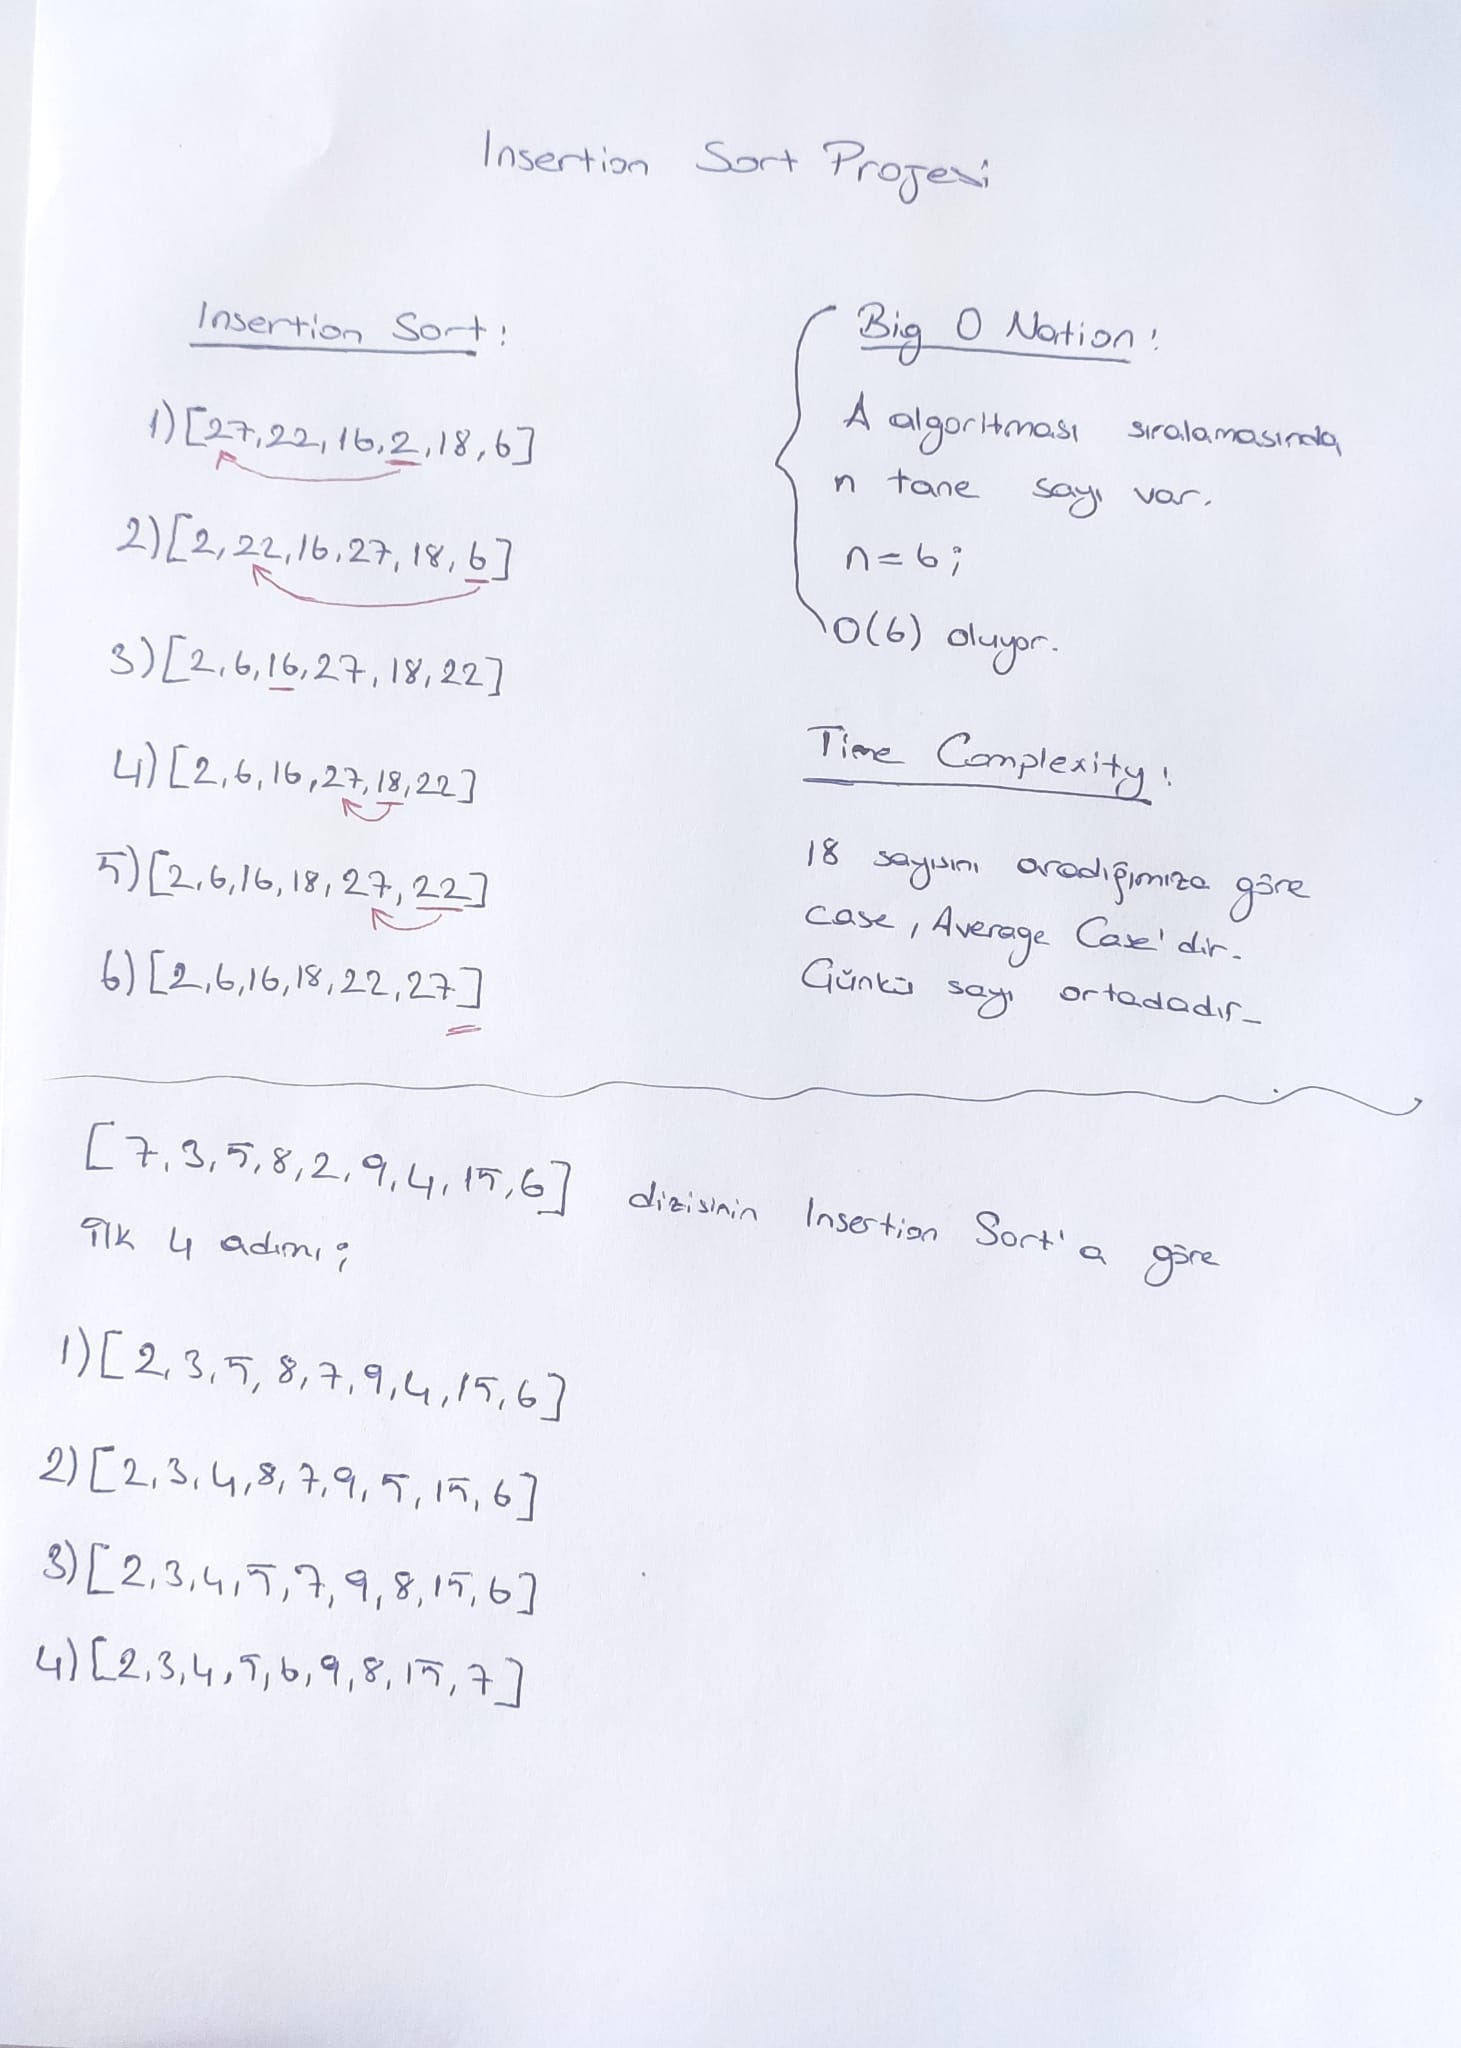 Insertion Sort Projesi
Insertion Sort:
1) [27,22,16,2,18,6]
2) [2,22,16,27,18,6]
3) [2,6,16,27,18,22]
4) [2,6,16,27,18,22]
5) [2,6,16,18,27,22]
6) [2,6,16,18,22,27]
Big O Notion:
A algoritması sıralamasında
n tane sayı var.
n=6;
O(6) oluyor.
Time Complexity:
18 sayısını aradığımıza göre
case, Average Case'dir.
Günkü sayı ortadadır.
[7,3,5,8,2,9,4,15,6] dizisinin Insertion Sort'a göre
ilk 4 adımı;
1) [2,3,5,8,7,9,4,15,6]
2) [2,3,4,8,7,9,5,15,6]
3) [2,3,4,5,7,9,8,15,6]
4) [2,3,4,5,6,9,8,15,7]